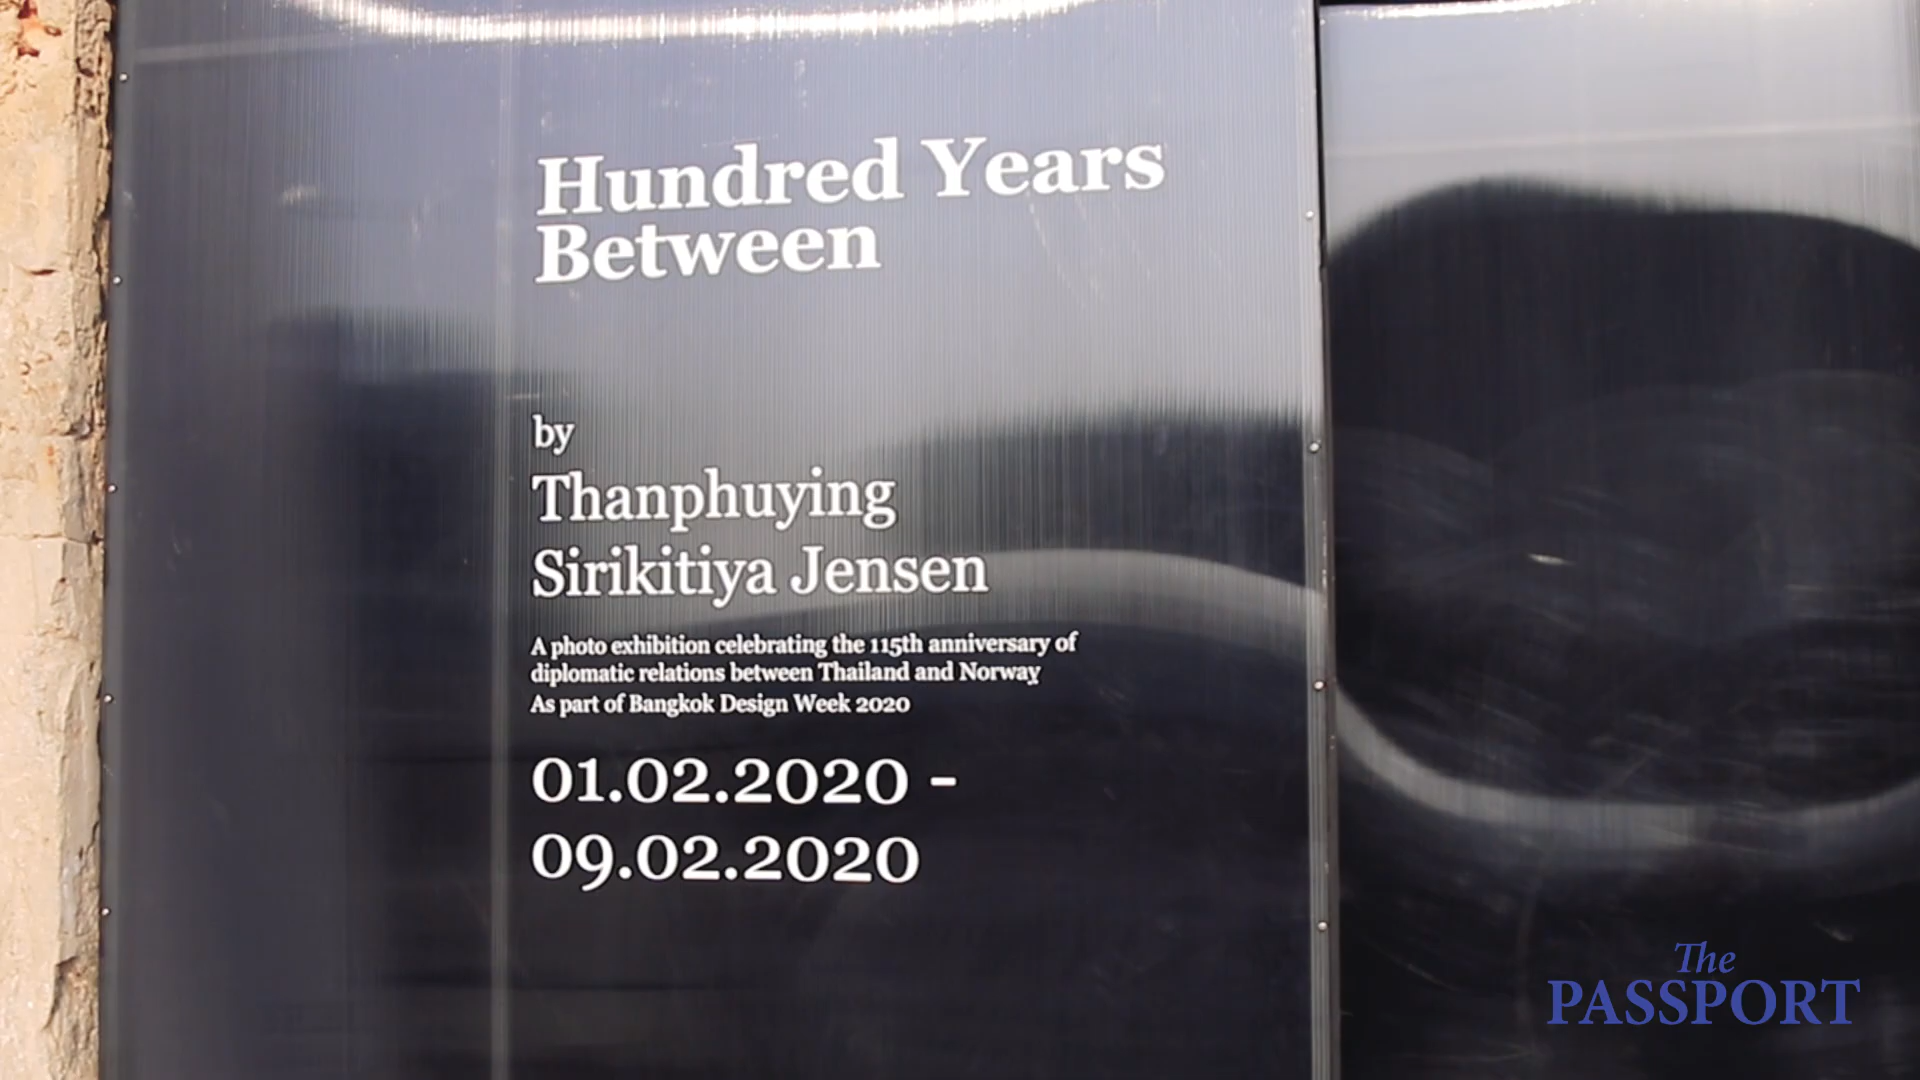 Hundred Years
Between
by
Thanphuying
Sirikitiya Jensen
A photo exhibition celebrating the 115th anniversary of
diplomatic relations between Thailand and Norway
As part of Bangkok Design Week 2020
01.02.2020 -
09.02.2020
The
PASSPORT